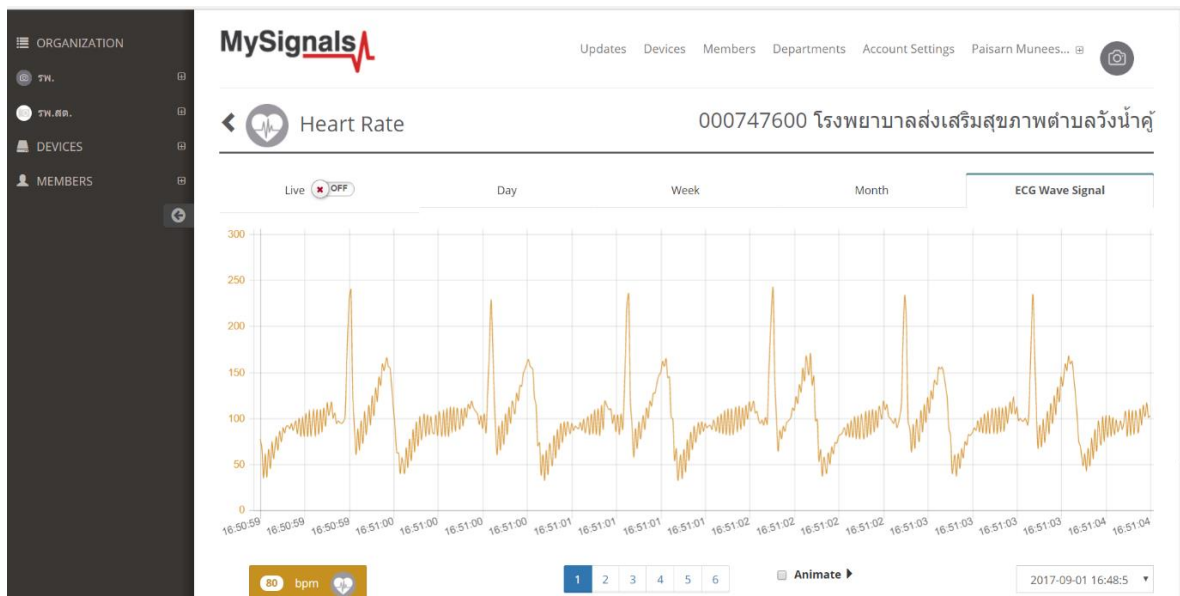 ORGANIZATION
รพ.
รพ.สต.
DEVICES
MEMBERS
MySignals
Updates Devices Members Departments Account Settings Paisarn Munees...
Heart Rate
000747600 โรงพยาบาลส่งเสริมสุขภาพตำบลวังน้ำคู้
Live OFF Day Week Month ECG Wave Signal
300
250
200
150
100
50
0
16:50:59 16:50:59 16:50:59 16:51:00 16:51:00 16:51:00 16:51:00 16:51:01 16:51:01 16:51:01 16:51:01 16:51:02 16:51:02 16:51:02 16:51:02 16:51:03 16:51:03 16:51:03 16:51:03 16:51:04 16:51:04
80 bpm 1 2 3 4 5 6 Animate 2017-09-01 16:48:5